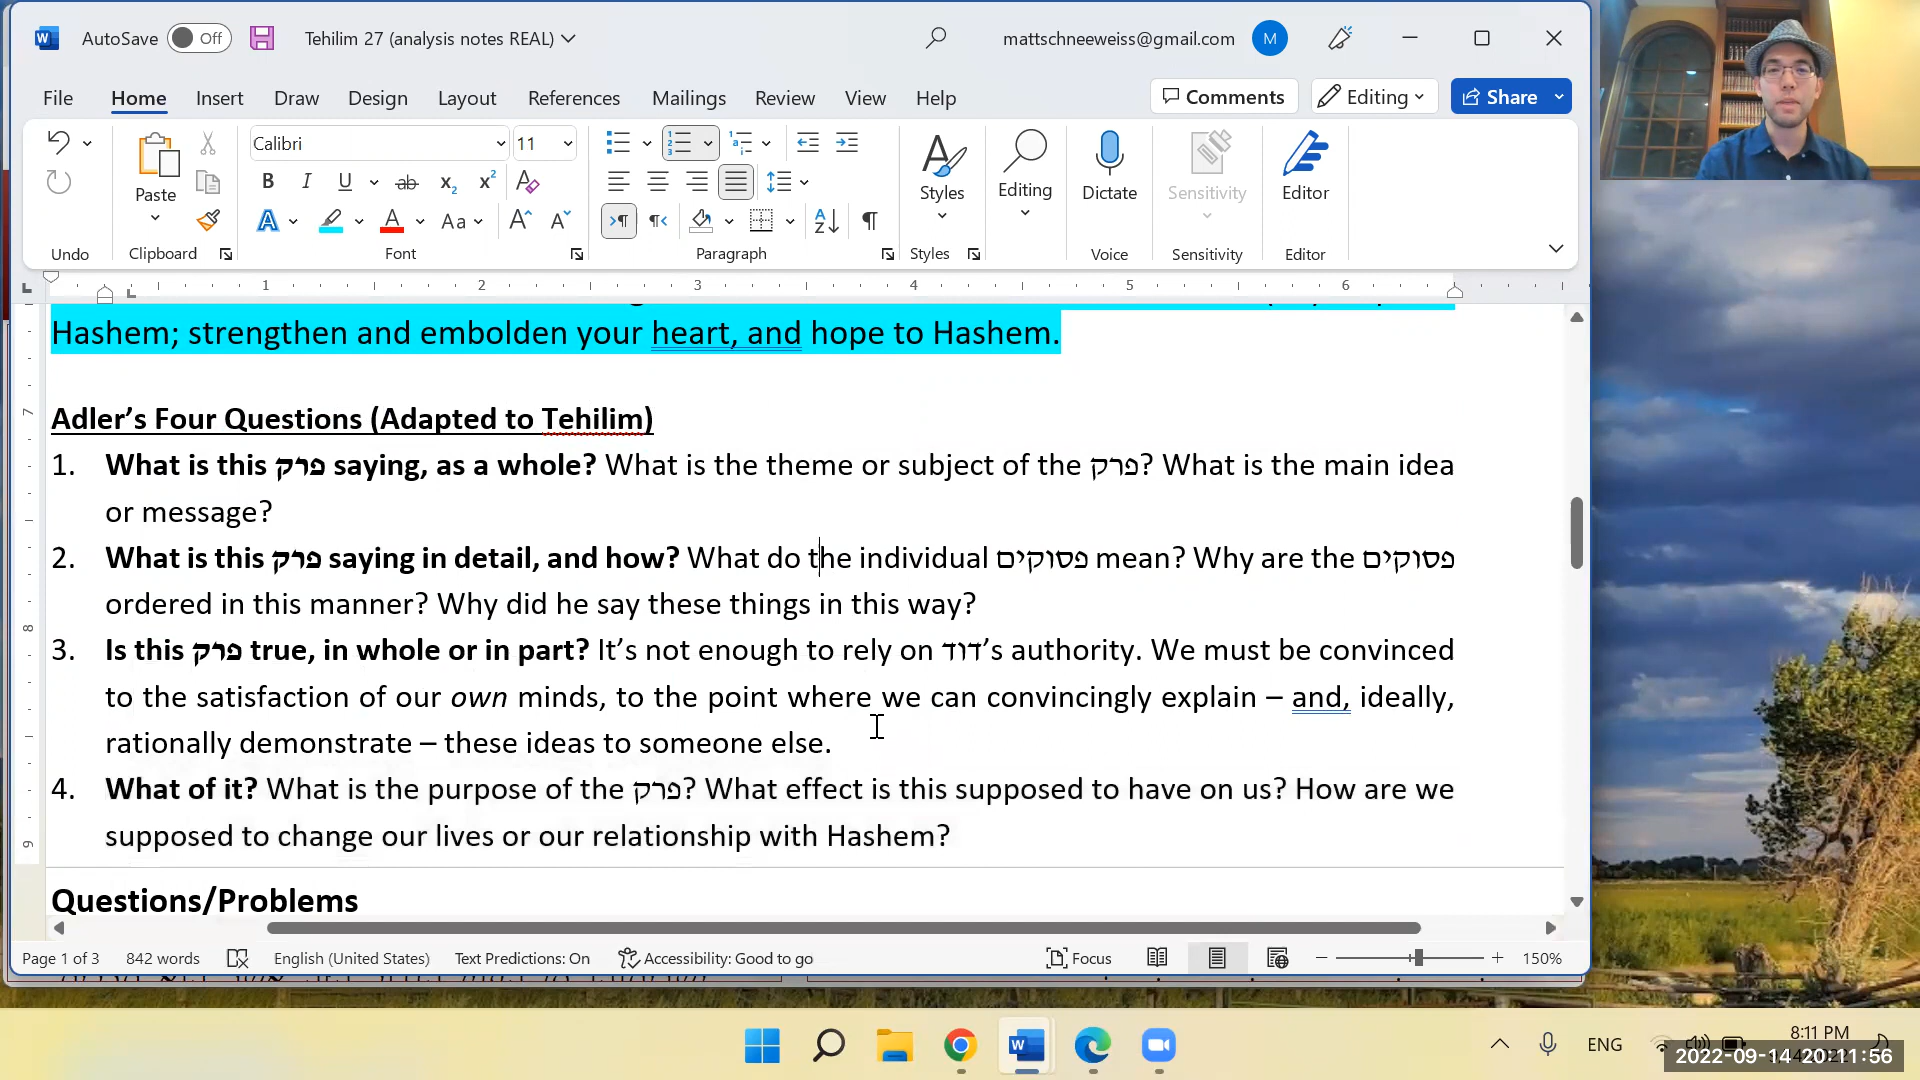 AutoSave Off Tehilim 27 (analysis notes REAL) mattschneeweiss@gmail.com M
File Home Insert Draw Design Layout References Mailings Review View Help Comments Editing Share
Calibri 11
Paste Styles Editing Dictate Sensitivity Editor
Undo Clipboard Font Paragraph Styles Voice Sensitivity Editor
1 2 3 4 5 6
Hashem; strengthen and embolden your heart, and hope to Hashem.
Adler’s Four Questions (Adapted to Tehilim)
1. What is this פרק saying, as a whole? What is the theme or subject of the פרק? What is the main idea
or message?
2. What is this פרק saying in detail, and how? What do the individual פסוקים mean? Why are the פסוקים
ordered in this manner? Why did he say these things in this way?
3. Is this פרק true, in whole or in part? It’s not enough to rely on דוד’s authority. We must be convinced
to the satisfaction of our own minds, to the point where we can convincingly explain – and, ideally,
rationally demonstrate – these ideas to someone else.
4. What of it? What is the purpose of the פרק? What effect is this supposed to have on us? How are we
supposed to change our lives or our relationship with Hashem?
Questions/Problems
Page 1 of 3 842 words English (United States) Text Predictions: On Accessibility: Good to go Focus 150%
ENG 8:11 PM
2022-09-14 20:11:56